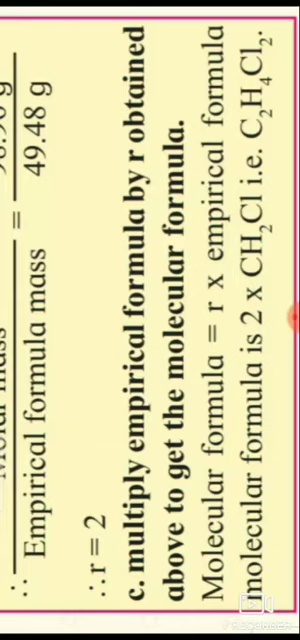 ∴ Empirical formula mass = 49.48 g
∴ r = 2
c. multiply empirical formula by r obtained
above to get the molecular formula.
Molecular formula = r x empirical formula
molecular formula is 2 x CH₂Cl i.e. C₂H₄Cl₂.